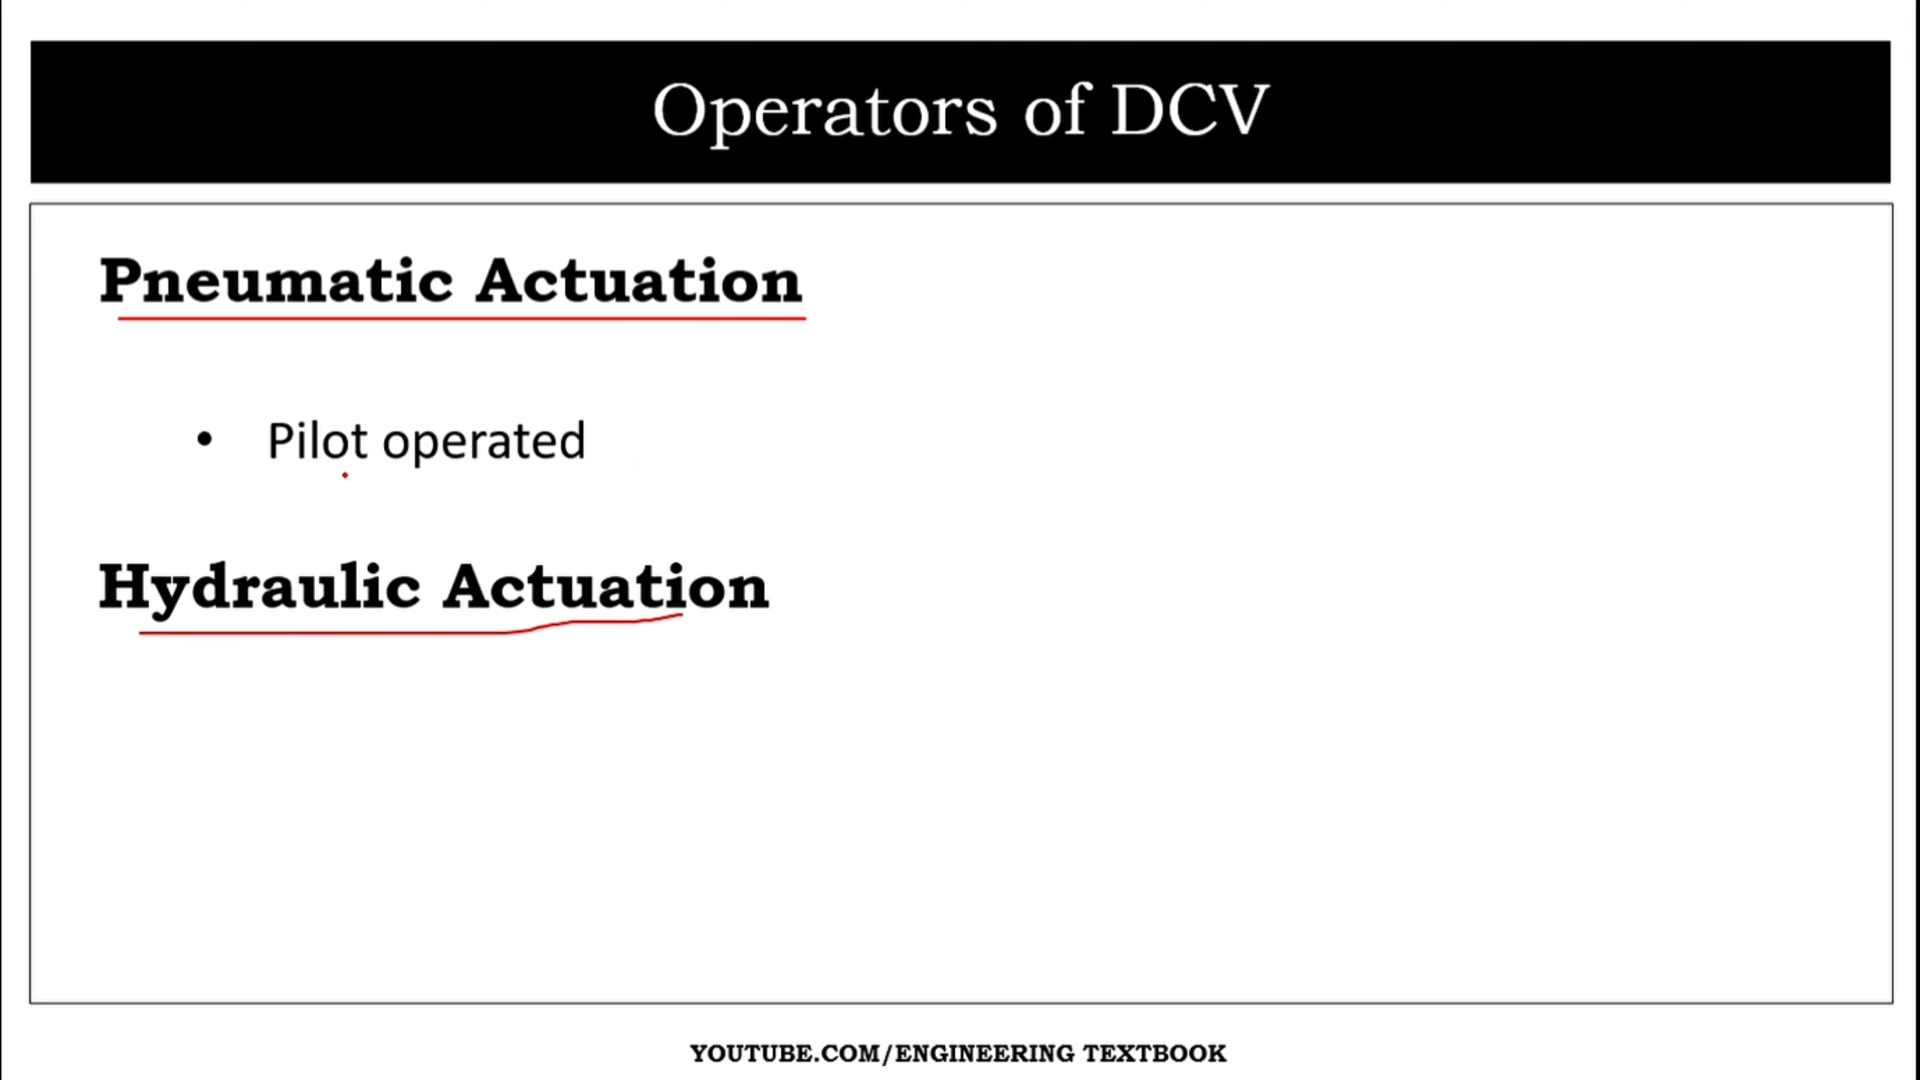 Operators of DCV
Pneumatic Actuation
• Pilot operated
Hydraulic Actuation
YOUTUBE.COM/ENGINEERING TEXTBOOK